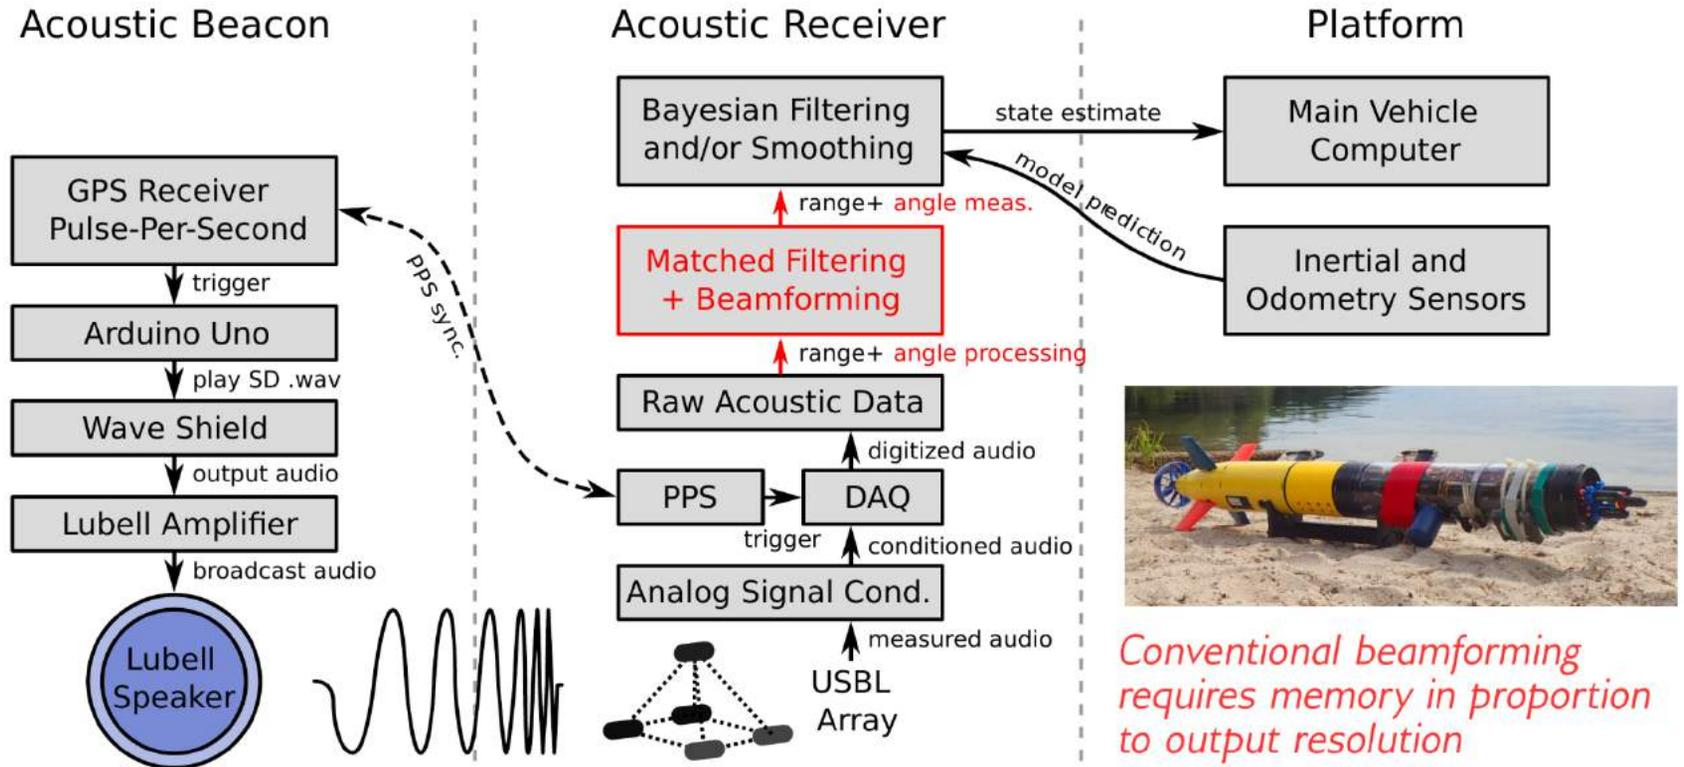 Acoustic Beacon
GPS Receiver
Pulse-Per-Second
trigger
Arduino Uno
play SD .wav
Wave Shield
output audio
Lubell Amplifier
broadcast audio
Lubell
Speaker
PPS sync.
Acoustic Receiver
Bayesian Filtering
and/or Smoothing
range+ angle meas.
Matched Filtering
+ Beamforming
range+ angle processing
Raw Acoustic Data
digitized audio
PPS
DAQ
trigger
conditioned audio
Analog Signal Cond.
measured audio
USBL
Array
Platform
state estimate
Main Vehicle
Computer
model prediction
Inertial and
Odometry Sensors
Conventional beamforming
requires memory in proportion
to output resolution